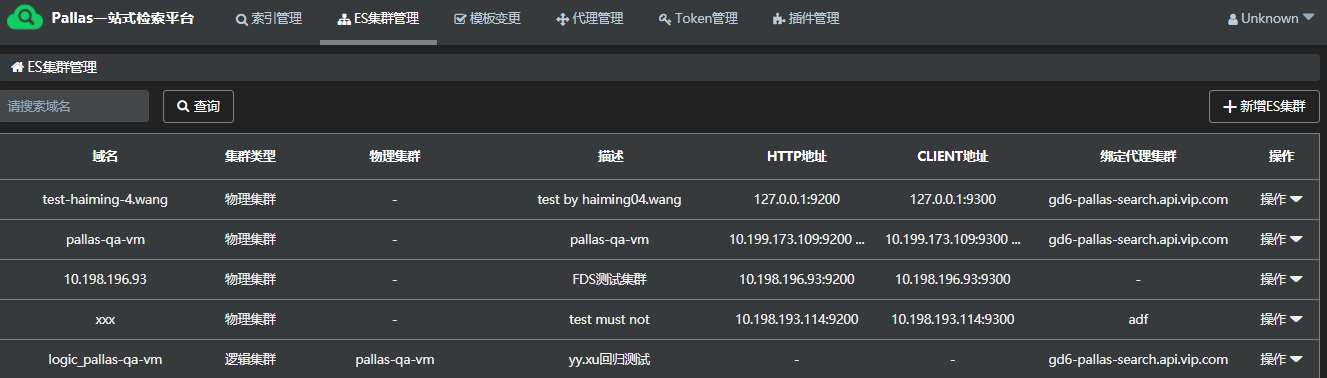 Pallas一站式检索平台 索引管理 ES集群管理 模板变更 代理管理 Token管理 插件管理 Unknown
ES集群管理
请搜索域名 查询 新增ES集群
域名 集群类型 物理集群 描述 HTTP地址 CLIENT地址 绑定代理集群 操作
test-haiming-4.wang 物理集群 - test by haiming04.wang 127.0.0.1:9200 127.0.0.1:9300 gd6-pallas-search.api.vip.com 操作
pallas-qa-vm 物理集群 - pallas-qa-vm 10.199.173.109:9200 ... 10.199.173.109:9300 ... gd6-pallas-search.api.vip.com 操作
10.198.196.93 物理集群 - FDS测试集群 10.198.196.93:9200 10.198.196.93:9300 - 操作
xxx 物理集群 - test must not 10.198.193.114:9200 10.198.193.114:9300 adf 操作
logic_pallas-qa-vm 逻辑集群 pallas-qa-vm yy.xu回归测试 - - gd6-pallas-search.api.vip.com 操作